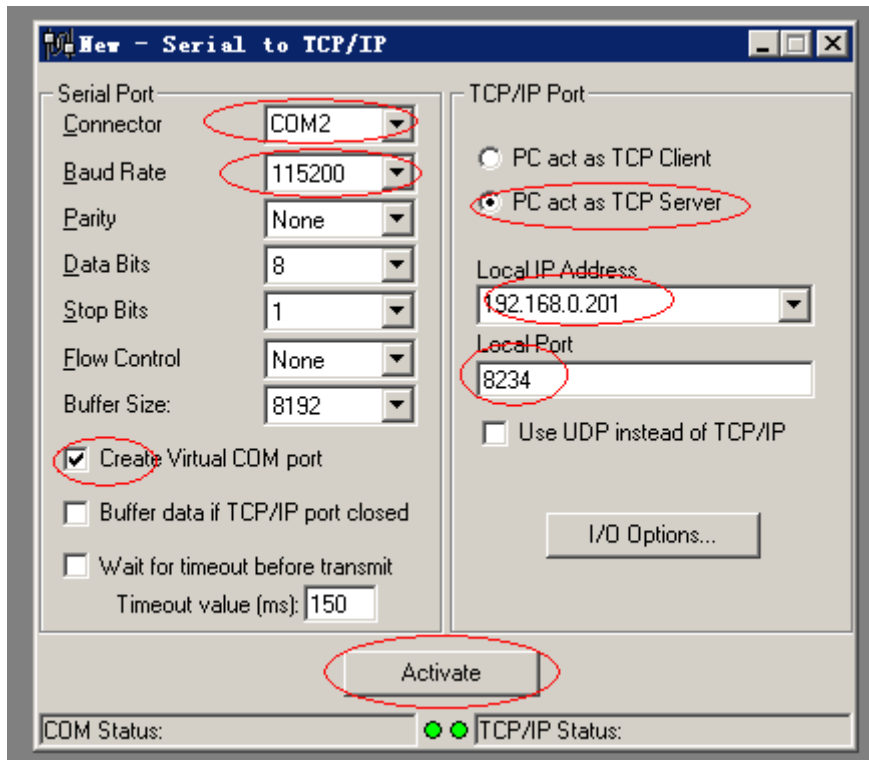 New - Serial to TCP/IP
Serial Port
Connector COM2
Baud Rate 115200
Parity None
Data Bits 8
Stop Bits 1
Flow Control None
Buffer Size: 8192
Create Virtual COM port
Buffer data if TCP/IP port closed
Wait for timeout before transmit
Timeout value (ms): 150
TCP/IP Port
PC act as TCP Client
PC act as TCP Server
Local IP Address
192.168.0.201
Local Port
8234
Use UDP instead of TCP/IP
I/O Options...
Activate
COM Status:
TCP/IP Status: